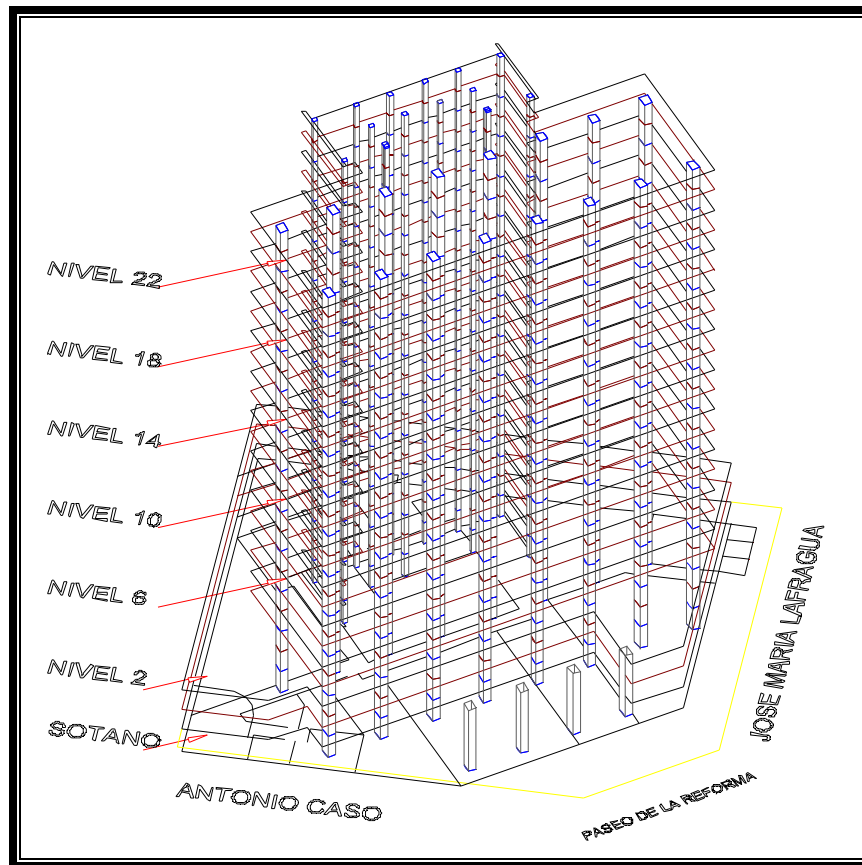 NIVEL 22
NIVEL 18
NIVEL 14
NIVEL 10
NIVEL 6
NIVEL 2
SOTANO
ANTONIO CASO
PASEO DE LA REFORMA
JOSE MARIA LAFRAGUA